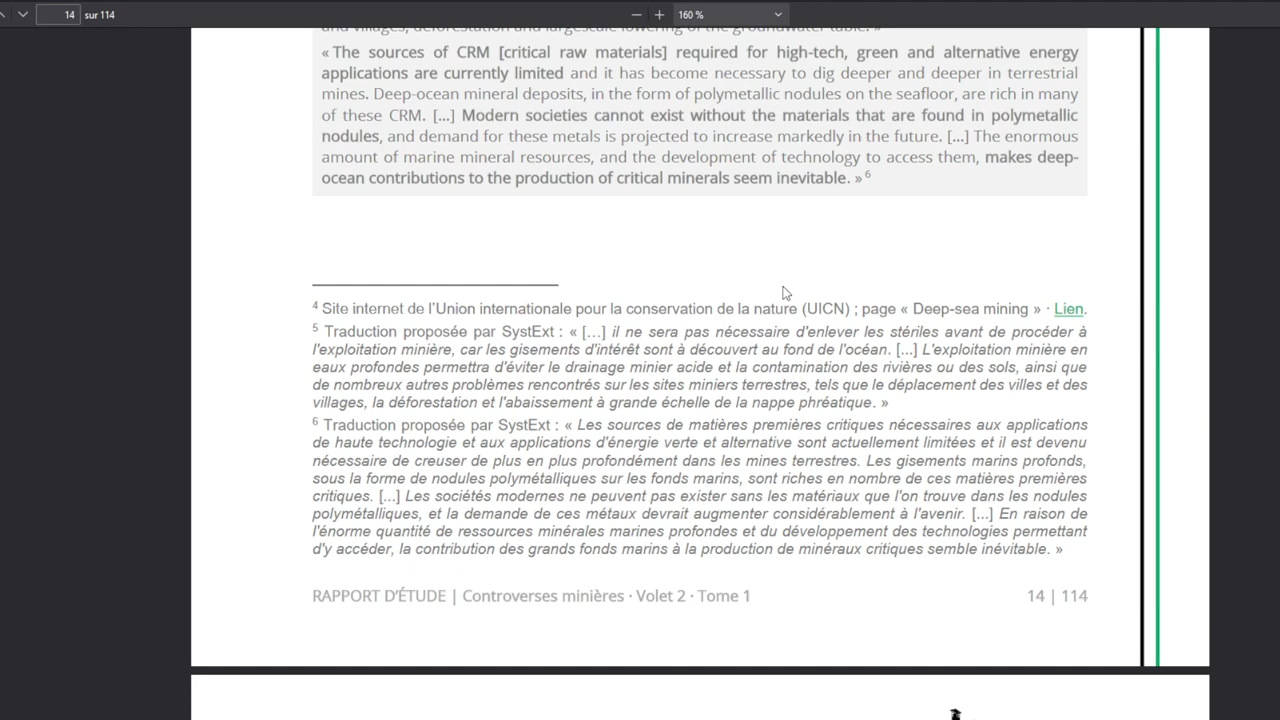 14 sur 114
160 %
and villages, deforestation and largescale lowering of the groundwater table. »
« The sources of CRM [critical raw materials] required for high-tech, green and alternative energy
applications are currently limited and it has become necessary to dig deeper and deeper in terrestrial
mines. Deep-ocean mineral deposits, in the form of polymetallic nodules on the seafloor, are rich in many
of these CRM. [...] Modern societies cannot exist without the materials that are found in polymetallic
nodules, and demand for these metals is projected to increase markedly in the future. [...] The enormous
amount of marine mineral resources, and the development of technology to access them, makes deep-
ocean contributions to the production of critical minerals seem inevitable. » 6
4 Site internet de l'Union internationale pour la conservation de la nature (UICN) ; page « Deep-sea mining » · Lien.
5 Traduction proposée par SystExt : « [...] il ne sera pas nécessaire d'enlever les stériles avant de procéder à
l'exploitation minière, car les gisements d'intérêt sont à découvert au fond de l'océan. [...] L'exploitation minière en
eaux profondes permettra d'éviter le drainage minier acide et la contamination des rivières ou des sols, ainsi que
de nombreux autres problèmes rencontrés sur les sites miniers terrestres, tels que le déplacement des villes et des
villages, la déforestation et l'abaissement à grande échelle de la nappe phréatique. »
6 Traduction proposée par SystExt : « Les sources de matières premières critiques nécessaires aux applications
de haute technologie et aux applications d'énergie verte et alternative sont actuellement limitées et il est devenu
nécessaire de creuser de plus en plus profondément dans les mines terrestres. Les gisements marins profonds,
sous la forme de nodules polymétalliques sur les fonds marins, sont riches en nombre de ces matières premières
critiques. [...] Les sociétés modernes ne peuvent pas exister sans les matériaux que l'on trouve dans les nodules
polymétalliques, et la demande de ces métaux devrait augmenter considérablement à l'avenir. [...] En raison de
l'énorme quantité de ressources minérales marines profondes et du développement des technologies permettant
d'y accéder, la contribution des grands fonds marins à la production de minéraux critiques semble inévitable. »
RAPPORT D'ÉTUDE | Controverses minières · Volet 2 · Tome 1
14 | 114